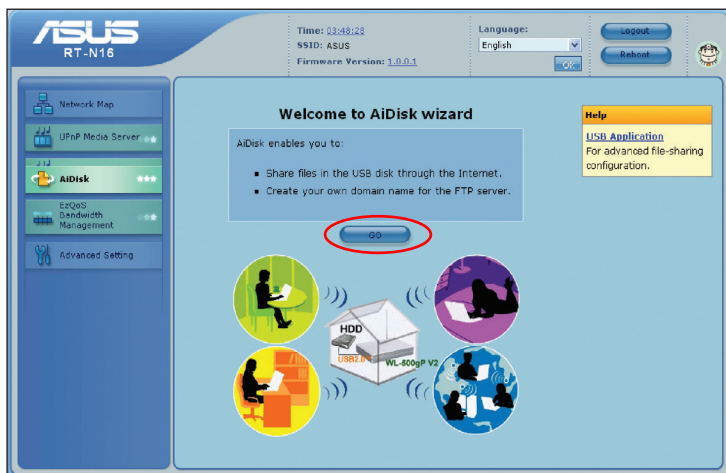 ASUS
RT-N16
Time: 03:48:28
SSID: ASUS
Firmware Version: 1.0.0.1
Language:
English
OK
Logout
Reboot
Network Map
UPnP Media Server
AiDisk
EzQoS
Bandwidth
Management
Advanced Setting
Welcome to AiDisk wizard
AiDisk enables you to:
Share files in the USB disk through the Internet.
Create your own domain name for the FTP server.
GO
HDD
USB2.0
WL-500gP V2
Help
USB Application
For advanced file-sharing
configuration.